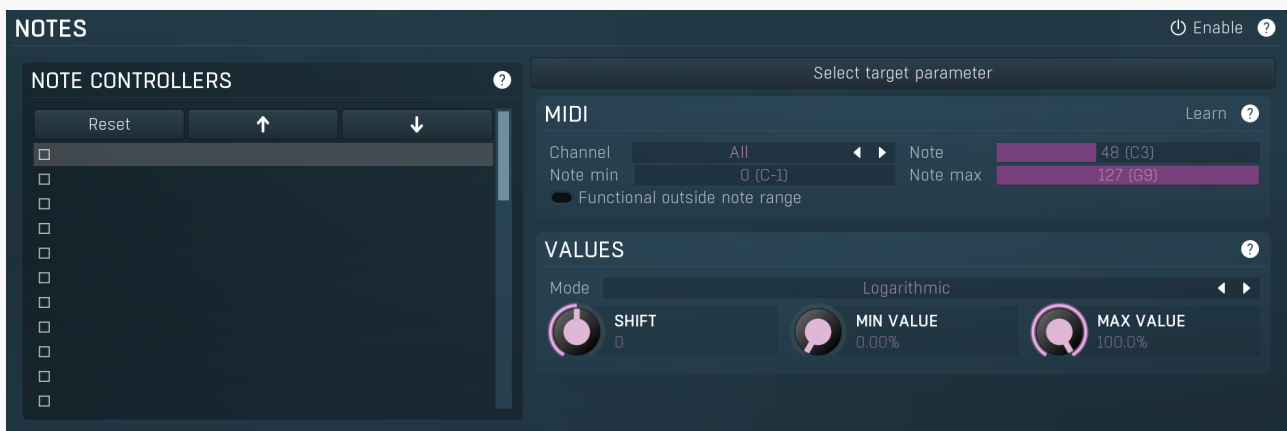 NOTES
Enable ?
NOTE CONTROLLERS ?
Reset
Select target parameter
MIDI
Learn ?
Channel All
Note 48 (C3)
Note min 0 (C-1)
Note max 127 (G9)
Functional outside note range
VALUES ?
Mode Logarithmic
SHIFT
0
MIN VALUE
0.00%
MAX VALUE
100.0%